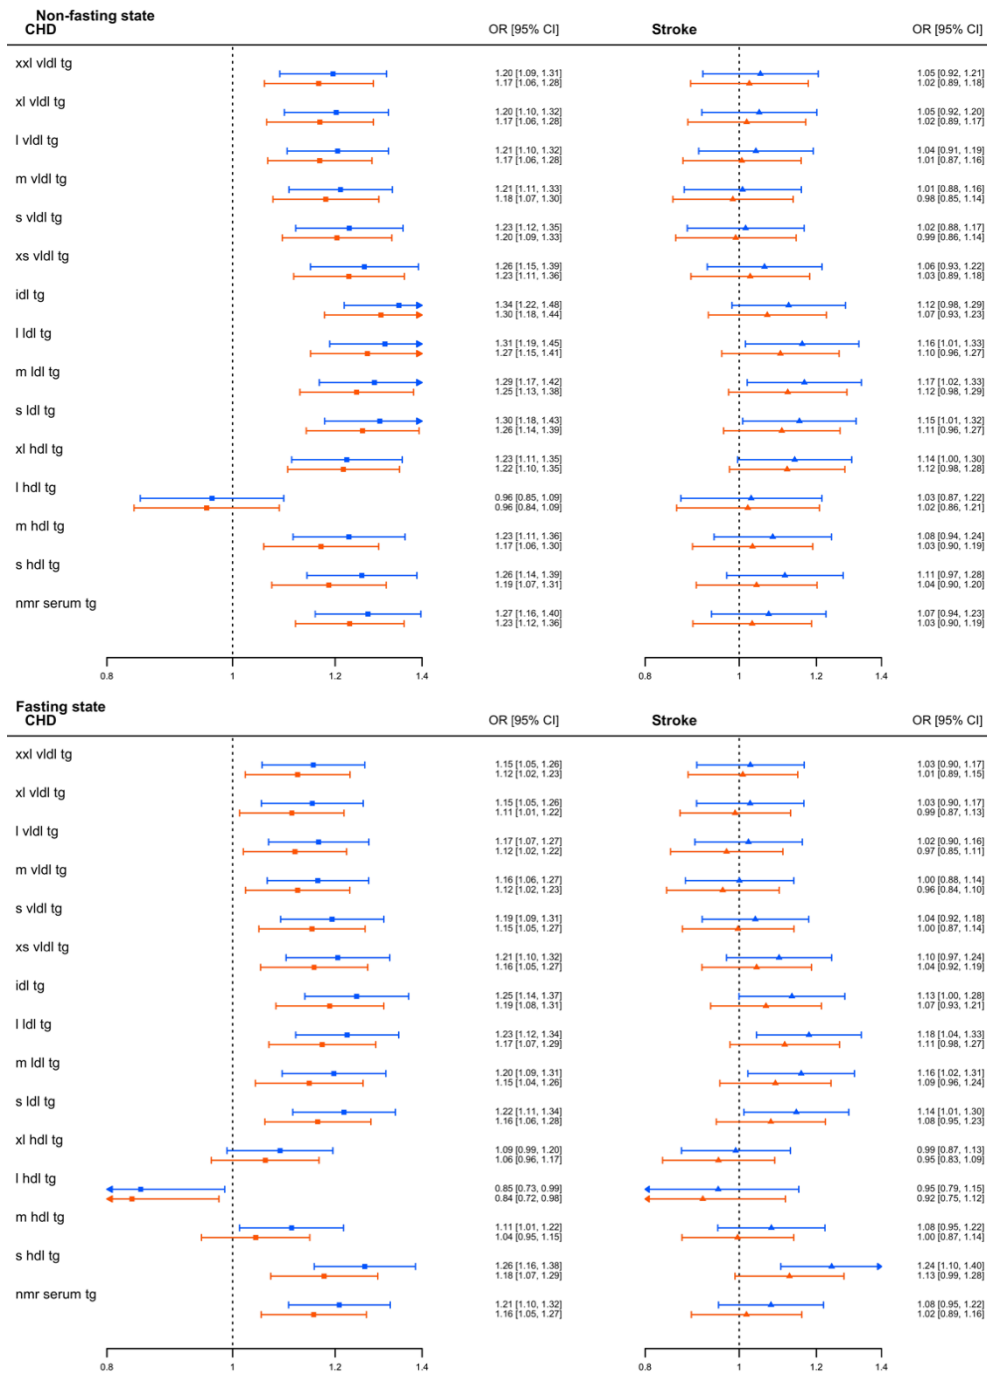 Non-fasting state
CHD OR [95% CI] Stroke OR [95% CI]
xxl vldl tg
1.20 [1.09, 1.31] 1.05 [0.92, 1.21]
1.17 [1.06, 1.28] 1.02 [0.89, 1.18]
xl vldl tg
1.20 [1.10, 1.32] 1.05 [0.92, 1.20]
1.17 [1.06, 1.28] 1.02 [0.89, 1.17]
l vldl tg
1.21 [1.10, 1.32] 1.04 [0.91, 1.19]
1.17 [1.06, 1.28] 1.01 [0.87, 1.16]
m vldl tg
1.21 [1.11, 1.33] 1.01 [0.88, 1.16]
1.18 [1.07, 1.30] 0.98 [0.85, 1.14]
s vldl tg
1.23 [1.12, 1.35] 1.02 [0.88, 1.17]
1.20 [1.09, 1.33] 0.99 [0.86, 1.14]
xs vldl tg
1.26 [1.15, 1.39] 1.06 [0.93, 1.22]
1.23 [1.11, 1.36] 1.03 [0.89, 1.18]
idl tg
1.34 [1.22, 1.48] 1.12 [0.98, 1.29]
1.30 [1.18, 1.44] 1.07 [0.93, 1.23]
l ldl tg
1.31 [1.19, 1.45] 1.16 [1.01, 1.33]
1.27 [1.15, 1.41] 1.10 [0.96, 1.27]
m ldl tg
1.29 [1.17, 1.42] 1.17 [1.02, 1.33]
1.25 [1.13, 1.38] 1.12 [0.98, 1.29]
s ldl tg
1.30 [1.18, 1.43] 1.15 [1.01, 1.32]
1.26 [1.14, 1.39] 1.11 [0.96, 1.27]
xl hdl tg
1.23 [1.11, 1.35] 1.14 [1.00, 1.30]
1.22 [1.10, 1.35] 1.12 [0.98, 1.28]
l hdl tg
0.96 [0.85, 1.09] 1.03 [0.87, 1.22]
0.96 [0.84, 1.09] 1.02 [0.86, 1.21]
m hdl tg
1.23 [1.11, 1.36] 1.08 [0.94, 1.24]
1.17 [1.06, 1.30] 1.03 [0.90, 1.19]
s hdl tg
1.26 [1.14, 1.39] 1.11 [0.97, 1.28]
1.19 [1.07, 1.31] 1.04 [0.90, 1.20]
nmr serum tg
1.27 [1.16, 1.40] 1.07 [0.94, 1.23]
1.23 [1.12, 1.36] 1.03 [0.90, 1.19]
0.8 1 1.2 1.4 0.8 1 1.2 1.4
Fasting state
CHD OR [95% CI] Stroke OR [95% CI]
xxl vldl tg
1.15 [1.05, 1.26] 1.03 [0.90, 1.17]
1.12 [1.02, 1.23] 1.01 [0.89, 1.15]
xl vldl tg
1.15 [1.05, 1.26] 1.03 [0.90, 1.17]
1.11 [1.01, 1.22] 0.99 [0.87, 1.13]
l vldl tg
1.17 [1.07, 1.27] 1.02 [0.90, 1.16]
1.12 [1.02, 1.22] 0.97 [0.85, 1.11]
m vldl tg
1.16 [1.06, 1.27] 1.00 [0.88, 1.14]
1.12 [1.02, 1.23] 0.96 [0.84, 1.10]
s vldl tg
1.19 [1.09, 1.31] 1.04 [0.92, 1.18]
1.15 [1.05, 1.27] 1.00 [0.87, 1.14]
xs vldl tg
1.21 [1.10, 1.32] 1.10 [0.97, 1.24]
1.16 [1.05, 1.27] 1.04 [0.92, 1.19]
idl tg
1.25 [1.14, 1.37] 1.13 [1.00, 1.28]
1.19 [1.08, 1.31] 1.07 [0.93, 1.21]
l ldl tg
1.23 [1.12, 1.34] 1.18 [1.04, 1.33]
1.17 [1.07, 1.29] 1.11 [0.98, 1.27]
m ldl tg
1.20 [1.09, 1.31] 1.16 [1.02, 1.31]
1.15 [1.04, 1.26] 1.09 [0.96, 1.24]
s ldl tg
1.22 [1.11, 1.34] 1.14 [1.01, 1.30]
1.16 [1.06, 1.28] 1.08 [0.95, 1.23]
xl hdl tg
1.09 [0.99, 1.20] 0.99 [0.87, 1.13]
1.06 [0.96, 1.17] 0.95 [0.83, 1.09]
l hdl tg
0.85 [0.73, 0.99] 0.95 [0.79, 1.15]
0.84 [0.72, 0.98] 0.92 [0.75, 1.12]
m hdl tg
1.11 [1.01, 1.22] 1.08 [0.95, 1.22]
1.04 [0.95, 1.15] 1.00 [0.87, 1.14]
s hdl tg
1.26 [1.16, 1.38] 1.24 [1.10, 1.40]
1.18 [1.07, 1.29] 1.13 [0.99, 1.28]
nmr serum tg
1.21 [1.10, 1.32] 1.08 [0.95, 1.22]
1.16 [1.05, 1.27] 1.02 [0.89, 1.16]
0.8 1 1.2 1.4 0.8 1 1.2 1.4